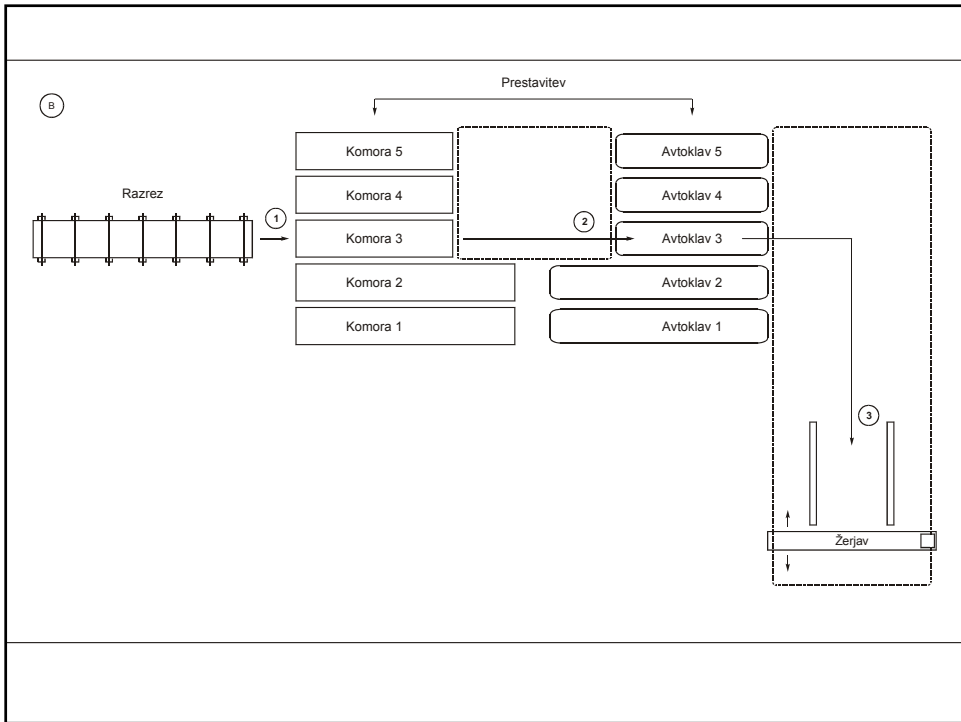 Prestavitev
B
Komora 5
Avtoklav 5
Razrez
Komora 4
Avtoklav 4
1
Komora 3
2
Avtoklav 3
Komora 2
Avtoklav 2
Komora 1
Avtoklav 1
3
Žerjav